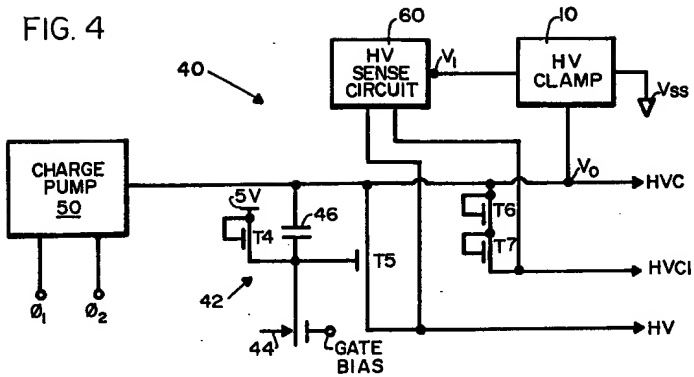 FIG. 4
40
60
HV
SENSE
CIRCUIT
V1
10
HV
CLAMP
VSS
CHARGE
PUMP
50
Ø1
Ø2
5V
T4
46
42
44
GATE
BIAS
T5
T6
T7
V0
HVC
HVCI
HV